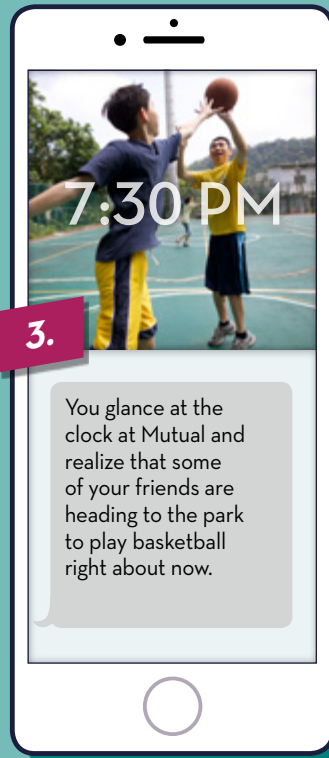 7:30 PM
3.
You glance at the
clock at Mutual and
realize that some
of your friends are
heading to the park
to play basketball
right about now.